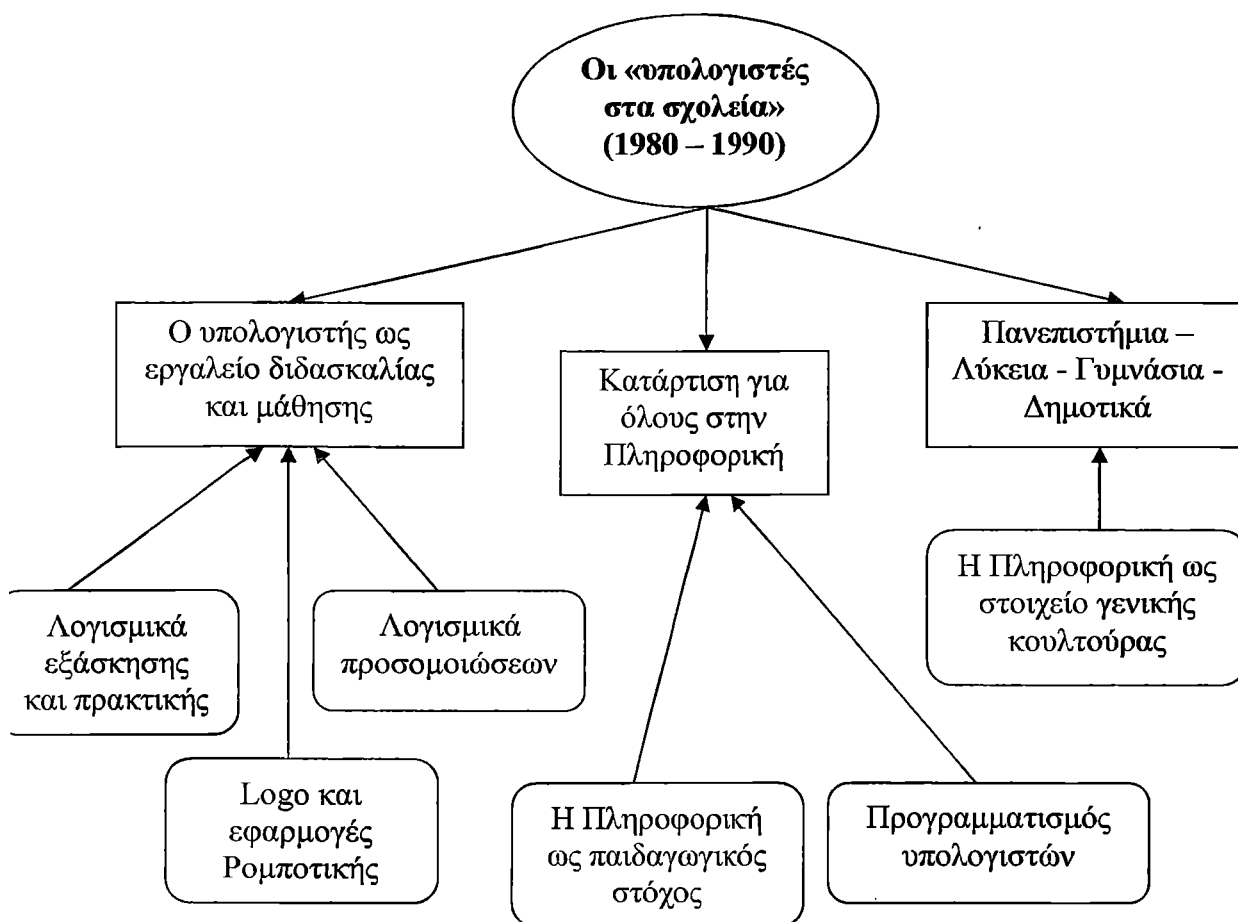 Οι «υπολογιστές
στα σχολεία»
(1980 – 1990)
Ο υπολογιστής ως
εργαλείο διδασκαλίας
και μάθησης
Κατάρτιση για
όλους στην
Πληροφορική
Πανεπιστήμια –
Λύκεια - Γυμνάσια -
Δημοτικά
Λογισμικά
εξάσκησης
και πρακτικής
Λογισμικά
προσομοιώσεων
Η Πληροφορική ως
στοιχείο γενικής
κουλτούρας
Logo και
εφαρμογές
Ρομποτικής
Η Πληροφορική
ως παιδαγωγικός
στόχος
Προγραμματισμός
υπολογιστών